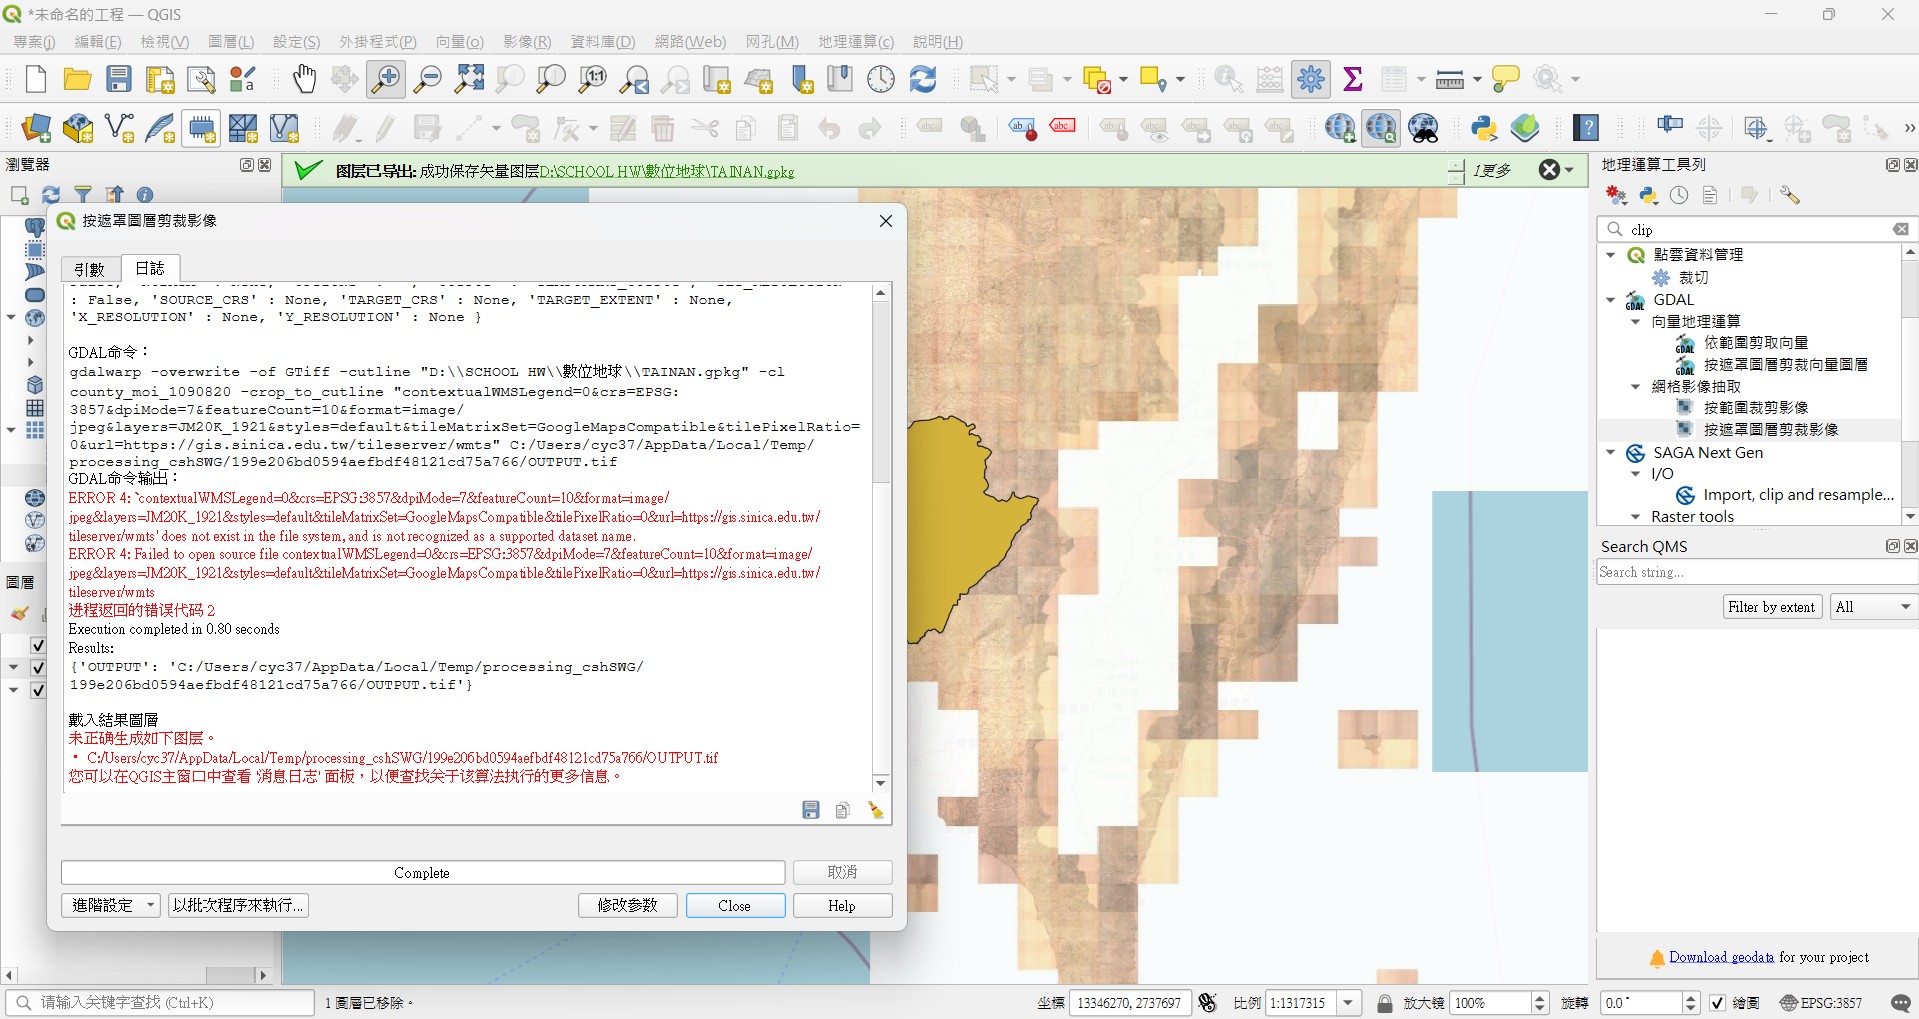 *未命名的工程 — QGIS
專案(j) 編輯(E) 檢視(V) 圖層(L) 設定(S) 外掛程式(P) 向量(o) 影像(R) 資料庫(D) 網路(Web) 网孔(M) 地理運算(c) 說明(H)
瀏覽器
图层已导出: 成功保存矢量图层D:\SCHOOL HW\數位地球\TAINAN.gpkg
1更多
地理運算工具列
按遮罩圖層剪裁影像
引數 日誌
: False, 'SOURCE_CRS' : None, 'TARGET_CRS' : None, 'TARGET_EXTENT' : None,
'X_RESOLUTION' : None, 'Y_RESOLUTION' : None }
GDAL命令：
gdalwarp -overwrite -of GTiff -cutline "D:\\SCHOOL HW\\數位地球\\TAINAN.gpkg" -cl
county_moi_1090820 -crop_to_cutline "contextualWMSLegend=0&crs=EPSG:
3857&dpiMode=7&featureCount=10&format=image/
jpeg&layers=JM20K_1921&styles=default&tileMatrixSet=GoogleMapsCompatible&tilePixelRatio=
0&url=https://gis.sinica.edu.tw/tileserver/wmts" C:/Users/cyc37/AppData/Local/Temp/
processing_cshSWG/199e206bd0594aefbdf48121cd75a766/OUTPUT.tif
GDAL命令输出：
ERROR 4: `contextualWMSLegend=0&crs=EPSG:3857&dpiMode=7&featureCount=10&format=image/
jpeg&layers=JM20K_1921&styles=default&tileMatrixSet=GoogleMapsCompatible&tilePixelRatio=0&url=https://gis.sinica.edu.tw/
tileserver/wmts' does not exist in the file system, and is not recognized as a supported dataset name.
ERROR 4: Failed to open source file contextualWMSLegend=0&crs=EPSG:3857&dpiMode=7&featureCount=10&format=image/
jpeg&layers=JM20K_1921&styles=default&tileMatrixSet=GoogleMapsCompatible&tilePixelRatio=0&url=https://gis.sinica.edu.tw/
tileserver/wmts
进程返回的错误代码 2
Execution completed in 0.80 seconds
Results:
{'OUTPUT': 'C:/Users/cyc37/AppData/Local/Temp/processing_cshSWG/
199e206bd0594aefbdf48121cd75a766/OUTPUT.tif'}
載入結果圖層
未正确生成如下图层。
• C:/Users/cyc37/AppData/Local/Temp/processing_cshSWG/199e206bd0594aefbdf48121cd75a766/OUTPUT.tif
您可以在QGIS主窗口中查看 '消息日志' 面板，以便查找关于该算法执行的更多信息。
Complete
取消
進階設定
以批次程序來執行...
修改參数
Close
Help
圖層
clip
點雲資料管理
裁切
GDAL
向量地理運算
依範圍剪取向量
按遮罩圖層剪裁向量圖層
網格影像抽取
按範圍裁剪影像
按遮罩圖層剪裁影像
SAGA Next Gen
I/O
Import, clip and resample...
Raster tools
Search QMS
Search string...
Filter by extent
All
Download geodata for your project
请输入关键字查找 (Ctrl+K)
1 圖層已移除。
坐標 13346270, 2737697
比例 1:1317315
放大镜 100%
旋轉 0.0 °
繪圖
EPSG:3857